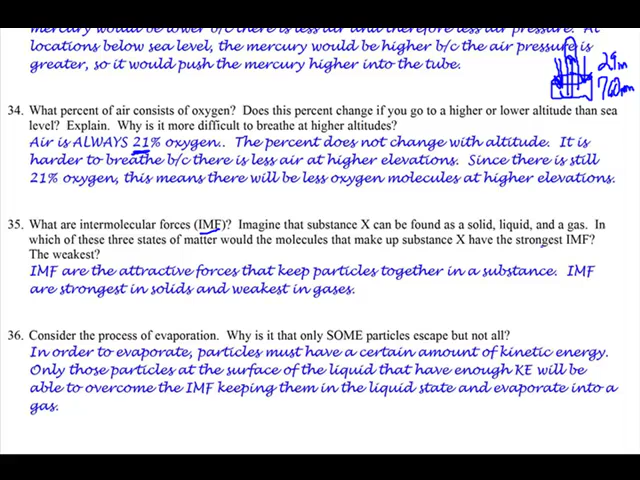 mercury would be lower b/c there is less air and therefore less air pressure. At
locations below sea level, the mercury would be higher b/c the air pressure is
greater, so it would push the mercury higher into the tube.
29in
760mm
34. What percent of air consists of oxygen? Does this percent change if you go to a higher or lower altitude than sea
level? Explain. Why is it more difficult to breathe at higher altitudes?
Air is ALWAYS 21% oxygen.. The percent does not change with altitude. It is
harder to breathe b/c there is less air at higher elevations. Since there is still
21% oxygen, this means there will be less oxygen molecules at higher elevations.
35. What are intermolecular forces (IMF)? Imagine that substance X can be found as a solid, liquid, and a gas. In
which of these three states of matter would the molecules that make up substance X have the strongest IMF?
The weakest?
IMF are the attractive forces that keep particles together in a substance. IMF
are strongest in solids and weakest in gases.
36. Consider the process of evaporation. Why is it that only SOME particles escape but not all?
In order to evaporate, particles must have a certain amount of kinetic energy.
Only those particles at the surface of the liquid that have enough KE will be
able to overcome the IMF keeping them in the liquid state and evaporate into a
gas.